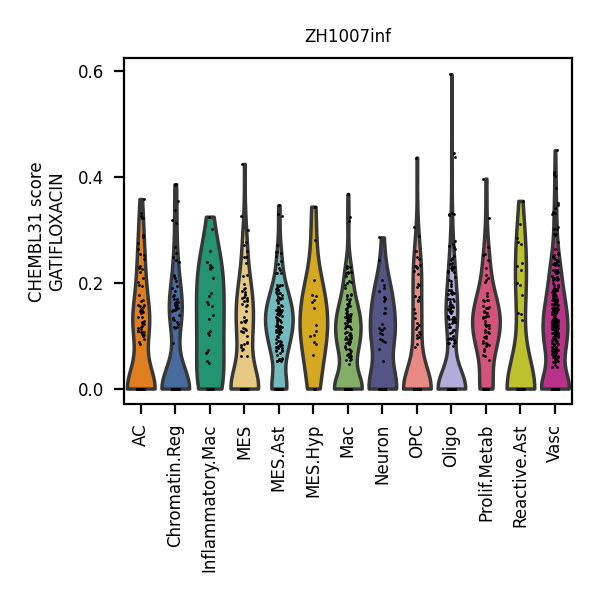 ZH1007inf
CHEMBL31 score
GATIFLOXACIN
0.6
0.4
0.2
0.0
AC
Chromatin.Reg
Inflammatory.Mac
MES
MES.Ast
MES.Hyp
Mac
Neuron
OPC
Oligo
Prolif.Metab
Reactive.Ast
Vasc